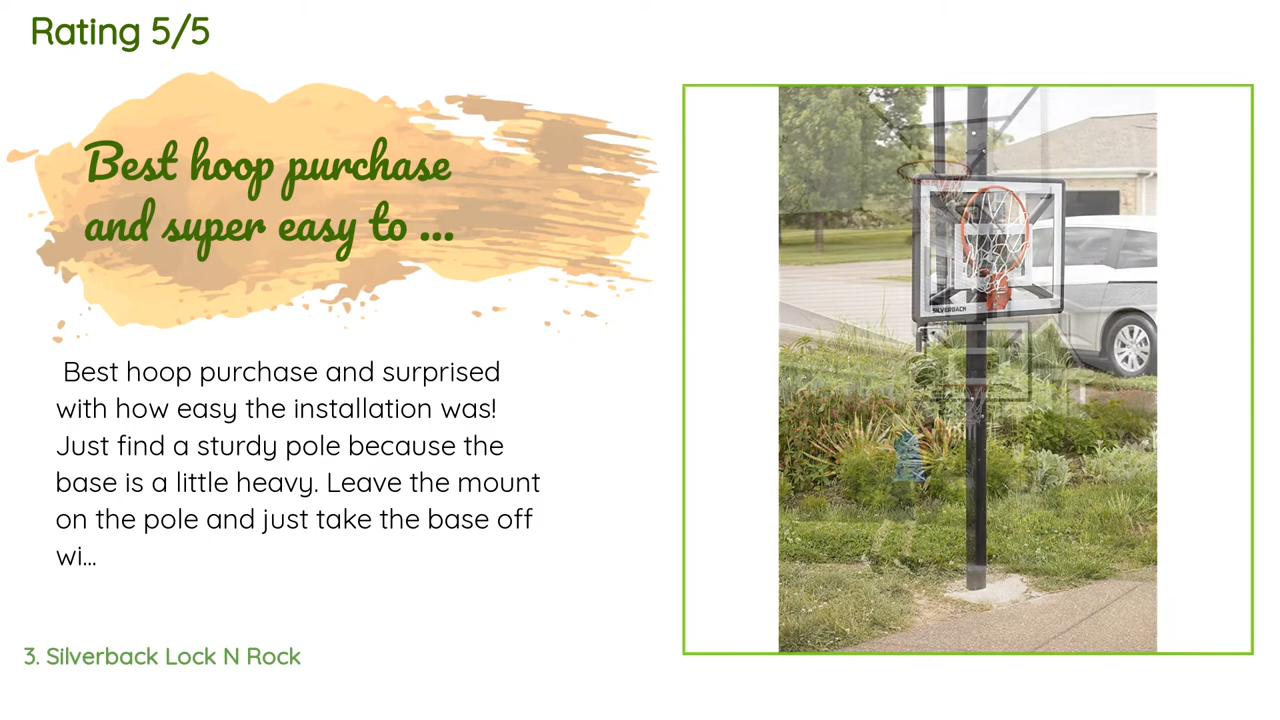 Rating 5/5
Best hoop purchase
and super easy to ...
Best hoop purchase and surprised
with how easy the installation was!
Just find a sturdy pole because the
base is a little heavy. Leave the mount
on the pole and just take the base off
wi...
SILVERBACK
3. Silverback Lock N Rock